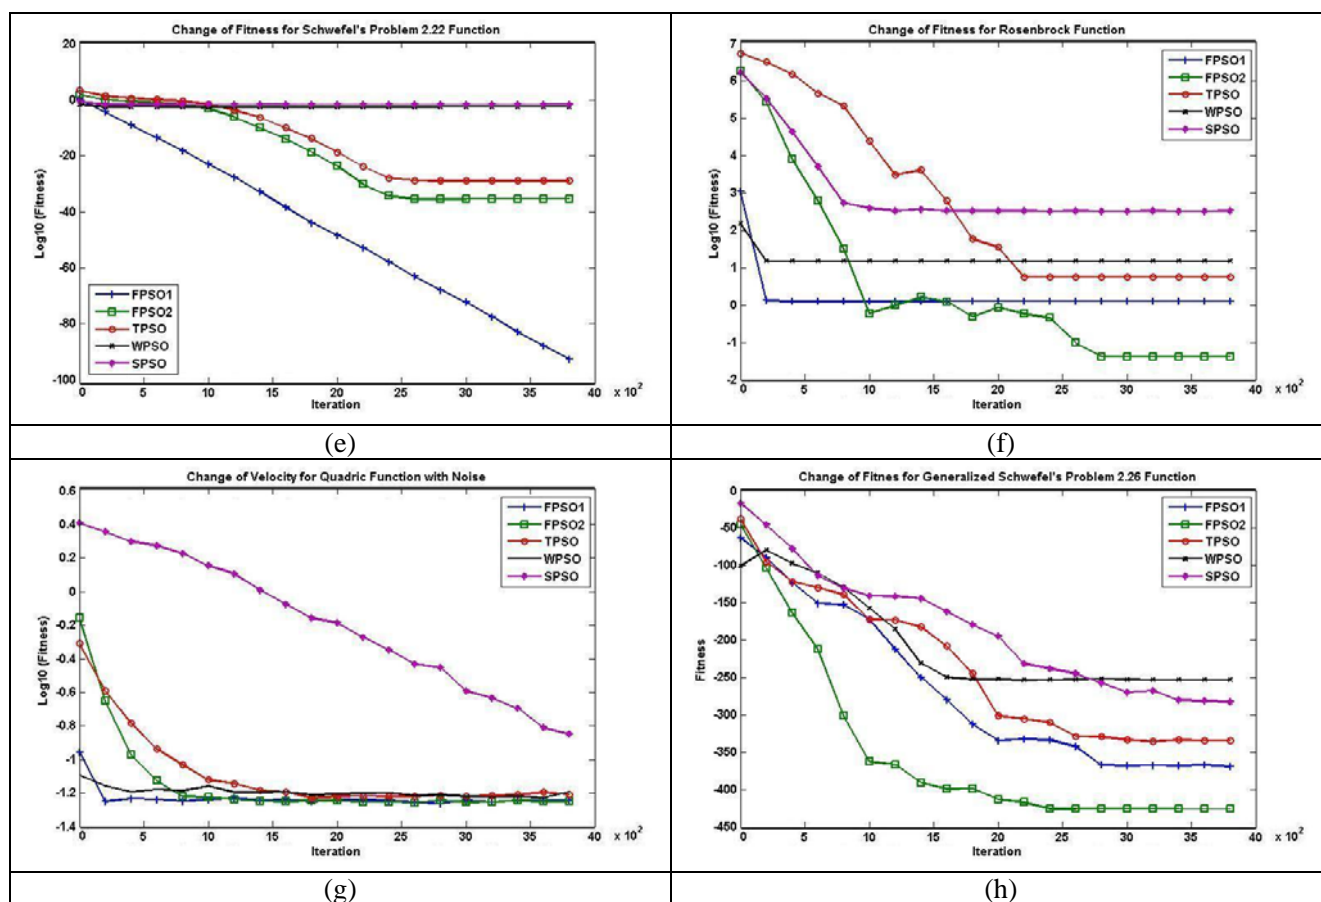 Change of Fitness for Schwefel's Problem 2.22 Function
20
0
-20
-40
-60
-80
-100
Log10 (Fitness)
FPSO1
FPSO2
TPSO
WPSO
SPSO
0 5 10 15 20 25 30 35 40
x 10^2
Iteration
(e)
Change of Fitness for Rosenbrock Function
7
6
5
4
3
2
1
0
-1
-2
Log10 (Fitness)
FPSO1
FPSO2
TPSO
WPSO
SPSO
0 5 10 15 20 25 30 35 40
x 10^2
Iteration
(f)
Change of Velocity for Quadric Function with Noise
0.6
0.4
0.2
0
-0.2
-0.4
-0.6
-0.8
-1
-1.2
-1.4
Log10 (Fitness)
FPSO1
FPSO2
TPSO
WPSO
SPSO
0 5 10 15 20 25 30 35 40
x 10^2
Iteration
(g)
Change of Fitnes for Generalized Schwefel's Problem 2.26 Function
0
-50
-100
-150
-200
-250
-300
-350
-400
-450
Fitness
FPSO1
FPSO2
TPSO
WPSO
SPSO
0 5 10 15 20 25 30 35 40
x 10^2
Iteration
(h)